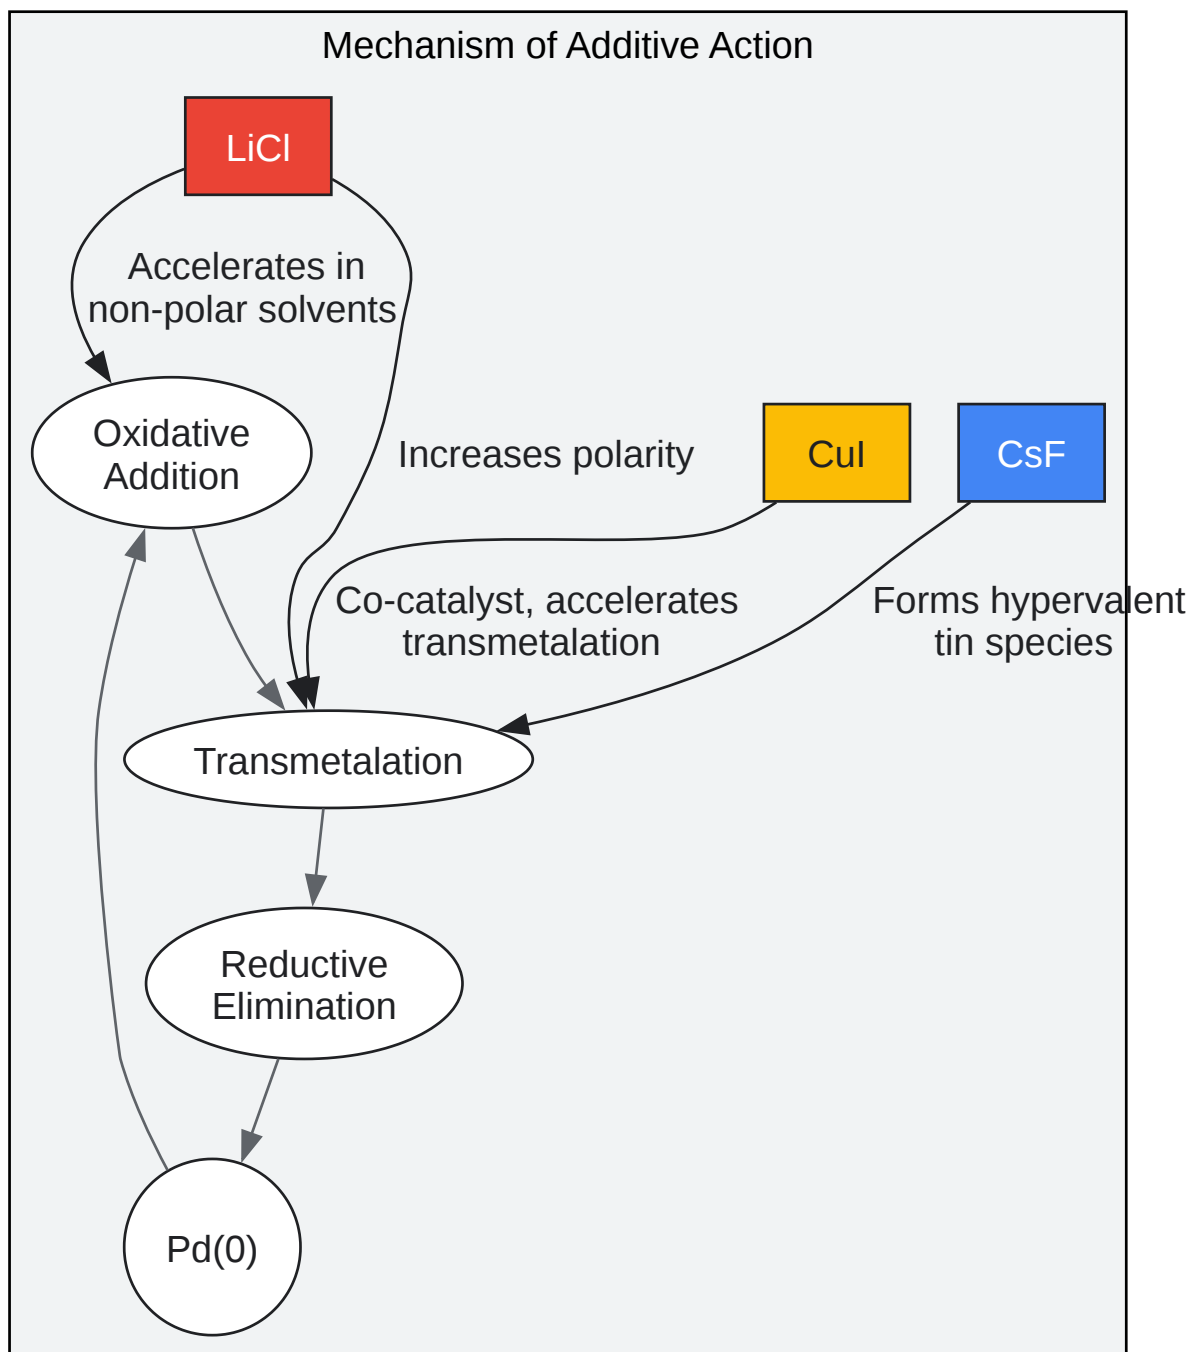 Mechanism of Additive Action
LiCl
Accelerates in
non-polar solvents
Oxidative
Addition
Increases polarity
CuI
CsF
Co-catalyst, accelerates
transmetalation
Forms hypervalent
tin species
Transmetalation
Reductive
Elimination
Pd(0)